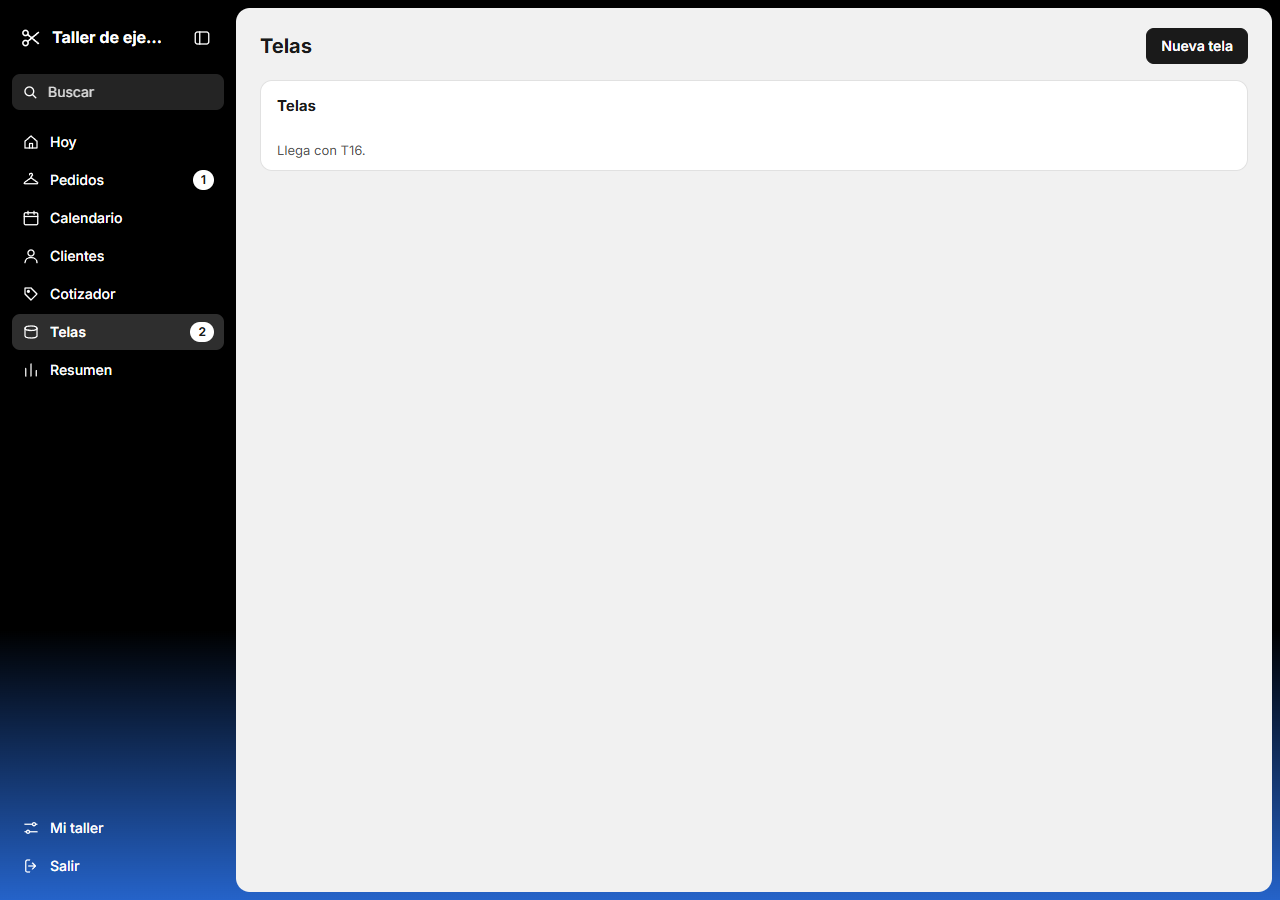 Taller de eje...
Buscar
Hoy
Pedidos 1
Calendario
Clientes
Cotizador
Telas 2
Resumen
Mi taller
Salir
Telas
Nueva tela
Telas
Llega con T16.